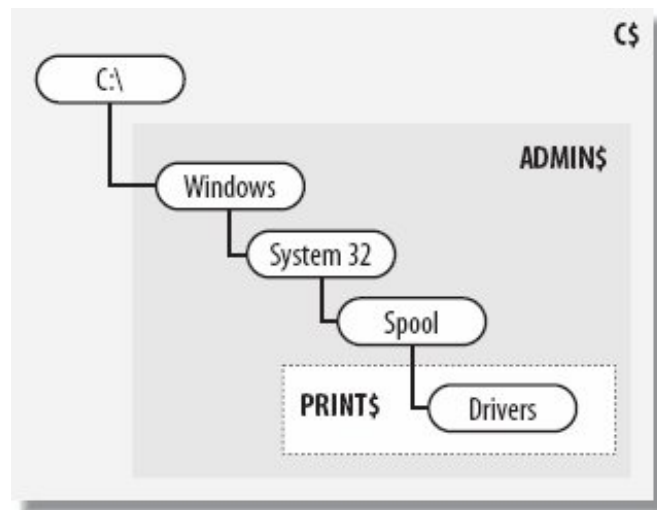 C$
C:\
ADMIN$
Windows
System 32
Spool
PRINT$
Drivers